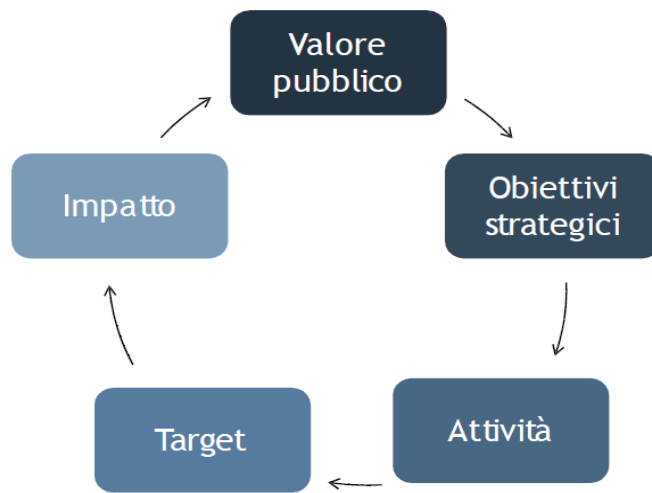 Valore
pubblico
Obiettivi
strategici
Attività
Target
Impatto